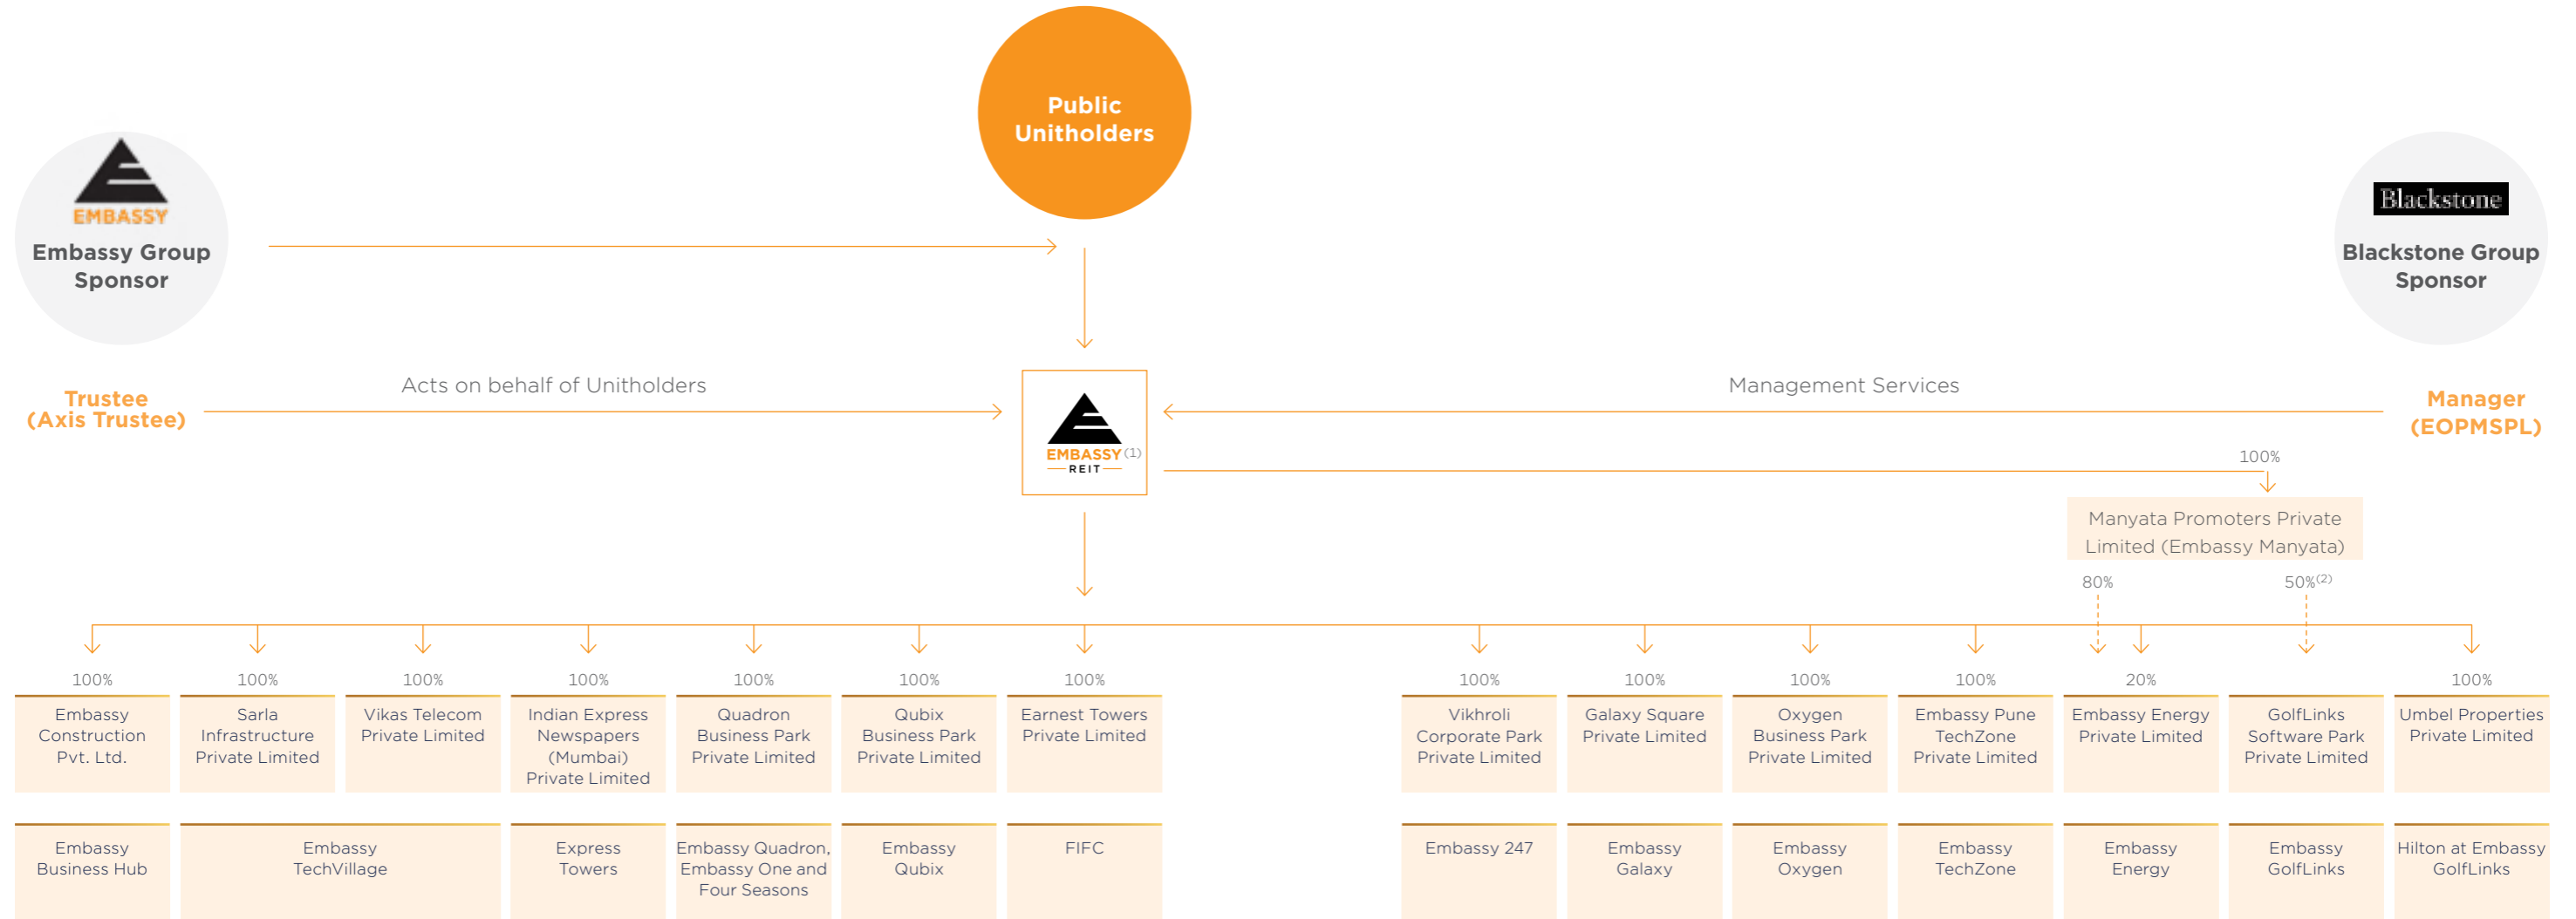 Public
Unitholders
EMBASSY
Embassy Group
Sponsor
Blackstone
Blackstone Group
Sponsor
Trustee
(Axis Trustee)
Acts on behalf of Unitholders
EMBASSY(1)
REIT
Management Services
Manager
(EOPMSPL)
100%
Manyata Promoters Private
Limited (Embassy Manyata)
80%
50%(2)
100%
Embassy
Construction
Pvt. Ltd.
100%
Sarla
Infrastructure
Private Limited
100%
Vikas Telecom
Private Limited
100%
Indian Express
Newspapers
(Mumbai)
Private Limited
100%
Quadron
Business Park
Private Limited
100%
Qubix
Business Park
Private Limited
100%
Earnest Towers
Private Limited
100%
Vikhroli
Corporate Park
Private Limited
100%
Galaxy Square
Private Limited
100%
Oxygen
Business Park
Private Limited
100%
Embassy Pune
TechZone
Private Limited
20%
Embassy Energy
Private Limited
GolfLinks
Software Park
Private Limited
100%
Umbel Properties
Private Limited
Embassy
Business Hub
Embassy
TechVillage
Express
Towers
Embassy Quadron,
Embassy One and
Four Seasons
Embassy
Qubix
FIFC
Embassy 247
Embassy
Galaxy
Embassy
Oxygen
Embassy
TechZone
Embassy
Energy
Embassy
GolfLinks
Hilton at Embassy
GolfLinks